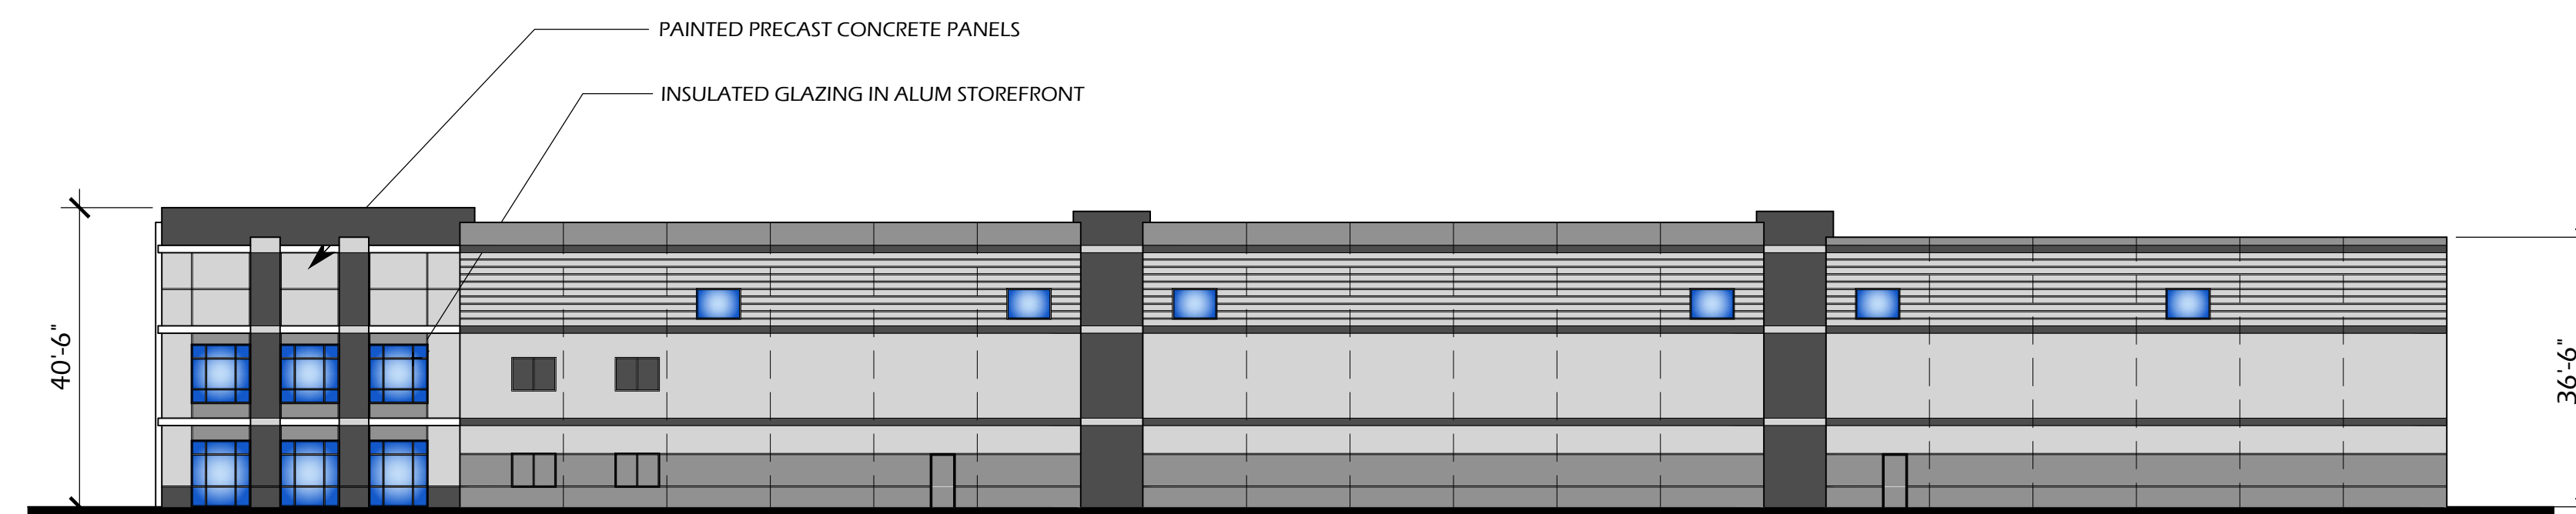 PAINTED PRECAST CONCRETE PANELS
INSULATED GLAZING IN ALUM STOREFRONT
40'-6"
36'-6"